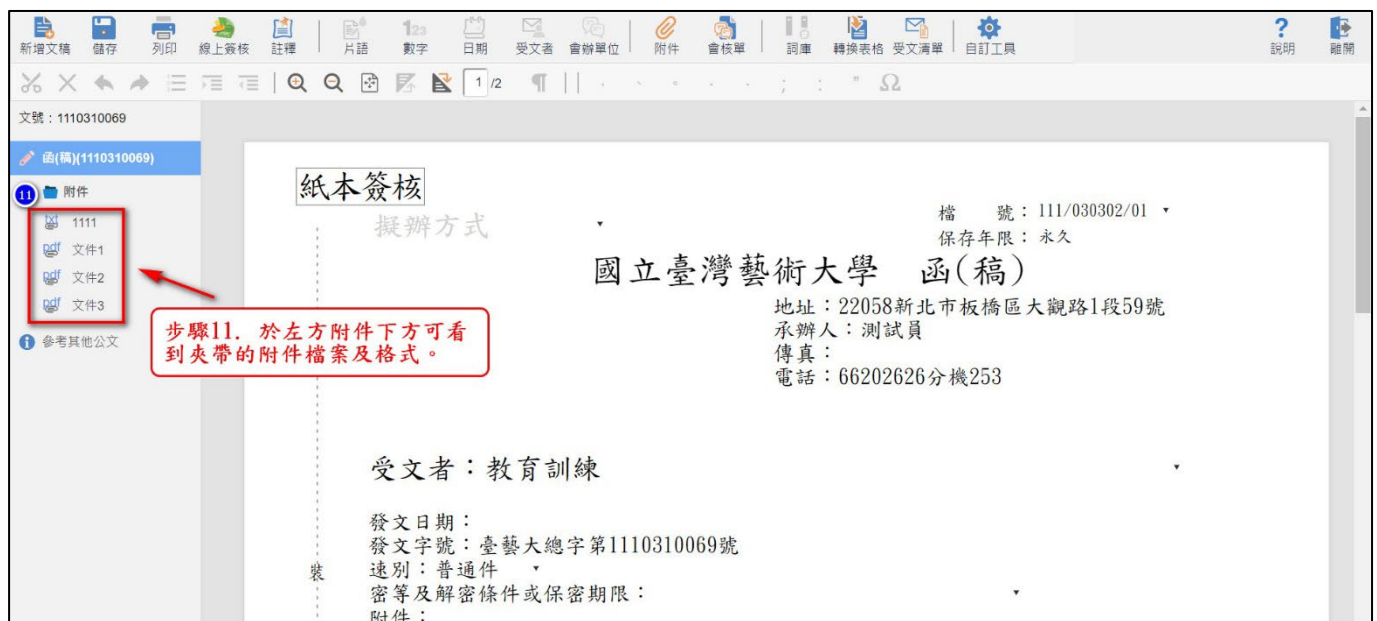 新增文稿 儲存 列印 線上簽核 註釋 片語 數字 日期 受文者 會辦單位 附件 會核單 詞庫 轉換表格 受文清單 自訂工具 說明 離開
1 /2
文號：1110310069
函(稿)(1110310069)
11 附件
1111
文件1
文件2
文件3
參考其他公文
步驟11. 於左方附件下方可看
到夾帶的附件檔案及格式。
紙本簽核
擬辦方式
檔 號：111/030302/01
保存年限：永久
國立臺灣藝術大學 函(稿)
地址：22058新北市板橋區大觀路1段59號
承辦人：測試員
傳真：
電話：66202626分機253
受文者：教育訓練
發文日期：
發文字號：臺藝大總字第1110310069號
裝
速別：普通件
密等及解密條件或保密期限：
附件：